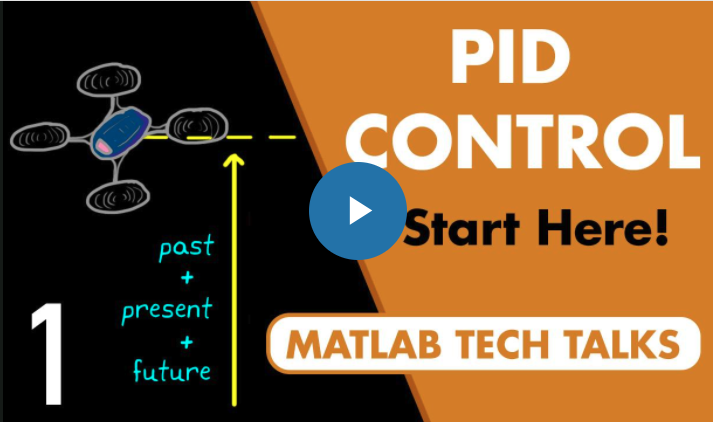 PID
CONTROL
Start Here!
past
+
present
+
future
1
MATLAB TECH TALKS